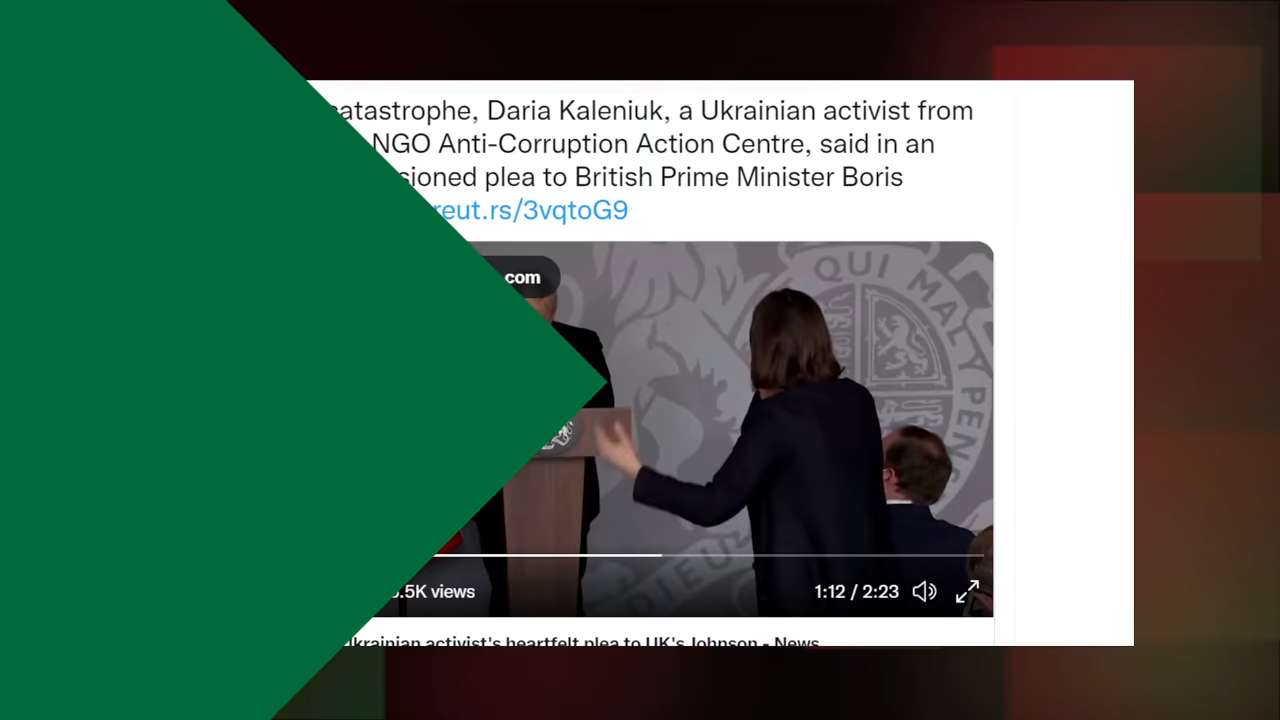 catastrophe, Daria Kaleniuk, a Ukrainian activist from
NGO Anti-Corruption Action Centre, said in an
sioned plea to British Prime Minister Boris
reut.rs/3vqtoG9
com
QUI MAL Y PENS
DIEU
.5K views
1:12 / 2:23
krainian activist's heartfelt plea to UK's Johnson - News